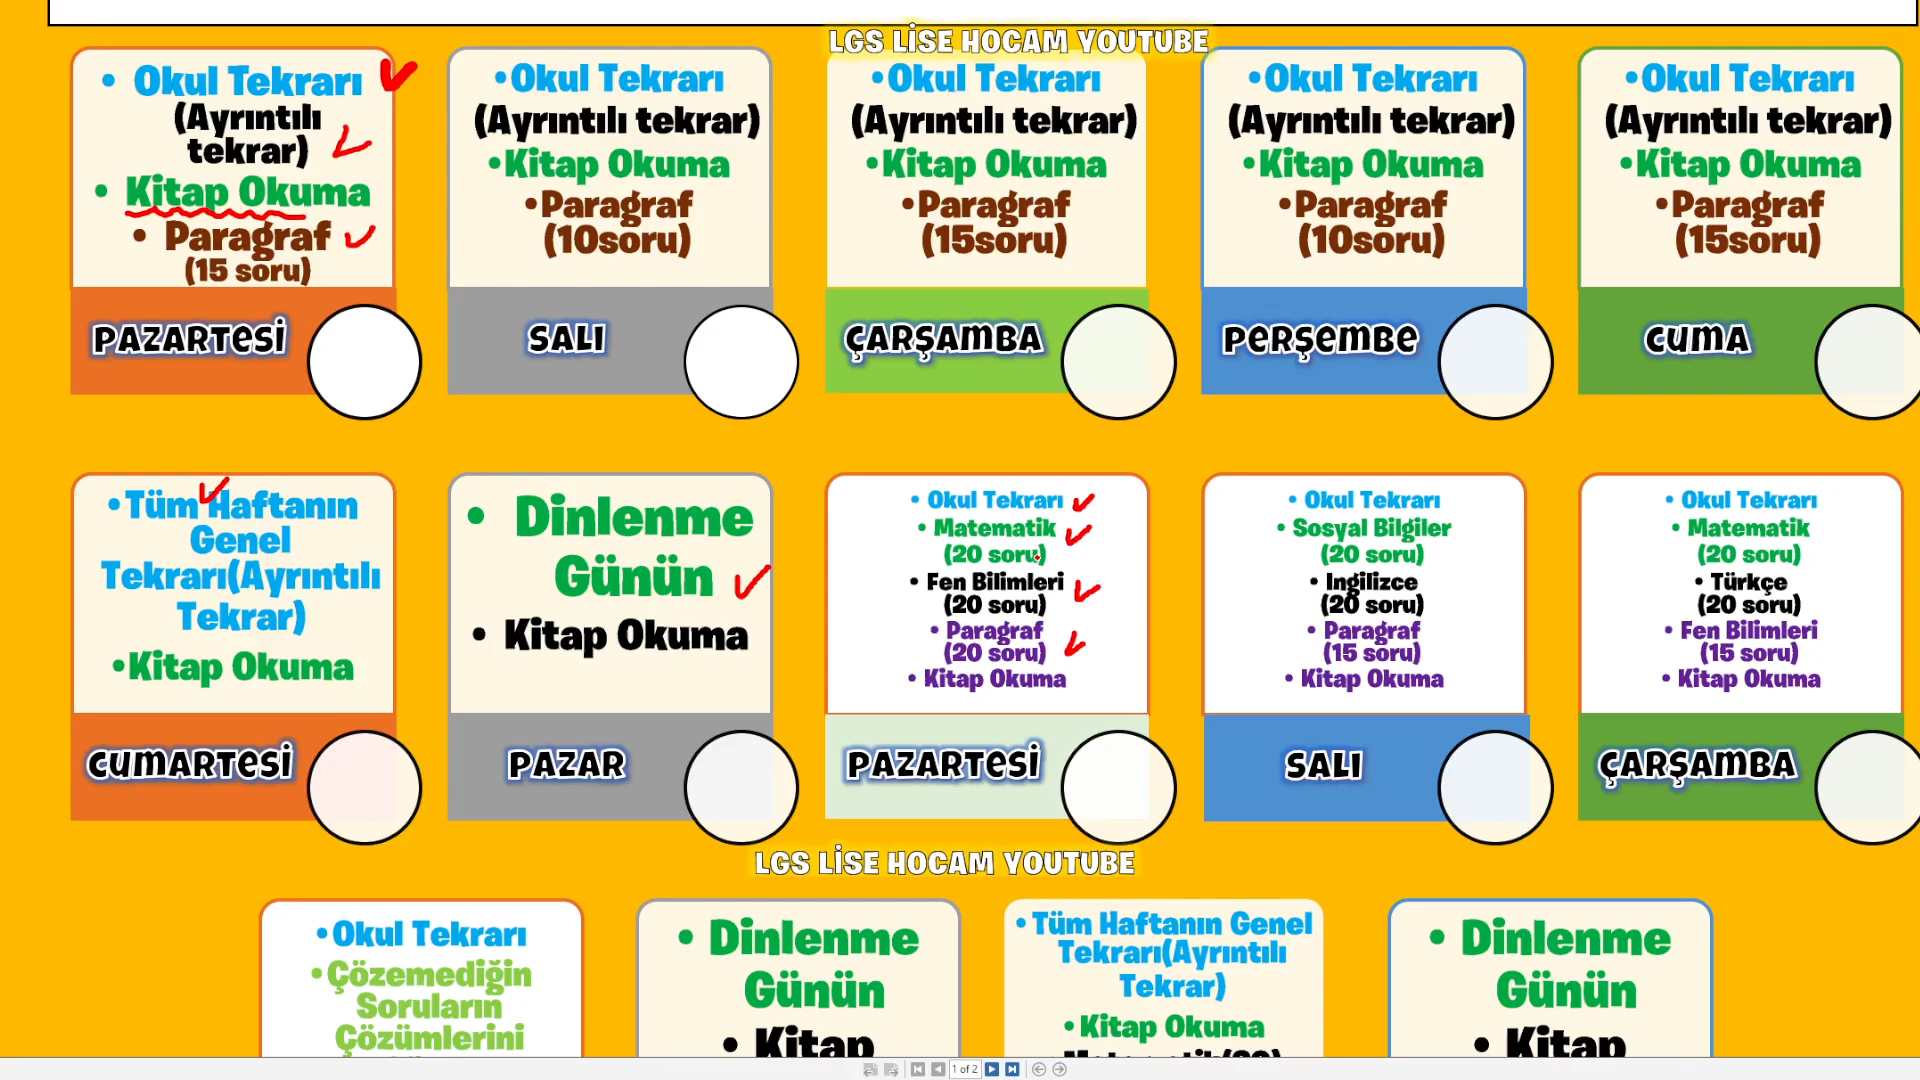 LGS LİSE HOCAM YOUTUBE
• Okul Tekrarı
(Ayrıntılı
tekrar)
• Kitap Okuma
• Paragraf
(15 soru)
PAZARTESİ
•Okul Tekrarı
(Ayrıntılı tekrar)
•Kitap Okuma
•Paragraf
(10soru)
SALI
•Okul Tekrarı
(Ayrıntılı tekrar)
•Kitap Okuma
•Paragraf
(15soru)
ÇARŞAMBA
•Okul Tekrarı
(Ayrıntılı tekrar)
•Kitap Okuma
•Paragraf
(10soru)
PERŞEMBE
•Okul Tekrarı
(Ayrıntılı tekrar)
•Kitap Okuma
•Paragraf
(15soru)
CUMA
•Tüm Haftanın
Genel
Tekrarı(Ayrıntılı
Tekrar)
•Kitap Okuma
CUMARTESİ
• Dinlenme
Günün
• Kitap Okuma
PAZAR
• Okul Tekrarı
• Matematik
(20 soru)
• Fen Bilimleri
(20 soru)
• Paragraf
(20 soru)
• Kitap Okuma
PAZARTESİ
• Okul Tekrarı
• Sosyal Bilgiler
(20 soru)
• Ingilizce
(20 soru)
• Paragraf
(15 soru)
• Kitap Okuma
SALI
• Okul Tekrarı
• Matematik
(20 soru)
• Türkçe
(20 soru)
• Fen Bilimleri
(15 soru)
• Kitap Okuma
ÇARŞAMBA
LGS LİSE HOCAM YOUTUBE
•Okul Tekrarı
•Çözemediğin
Soruların
Çözümlerini
• Dinlenme
Günün
• Kitap
•Tüm Haftanın Genel
Tekrarı(Ayrıntılı
Tekrar)
•Kitap Okuma
• Dinlenme
Günün
• Kitap
1 of 2